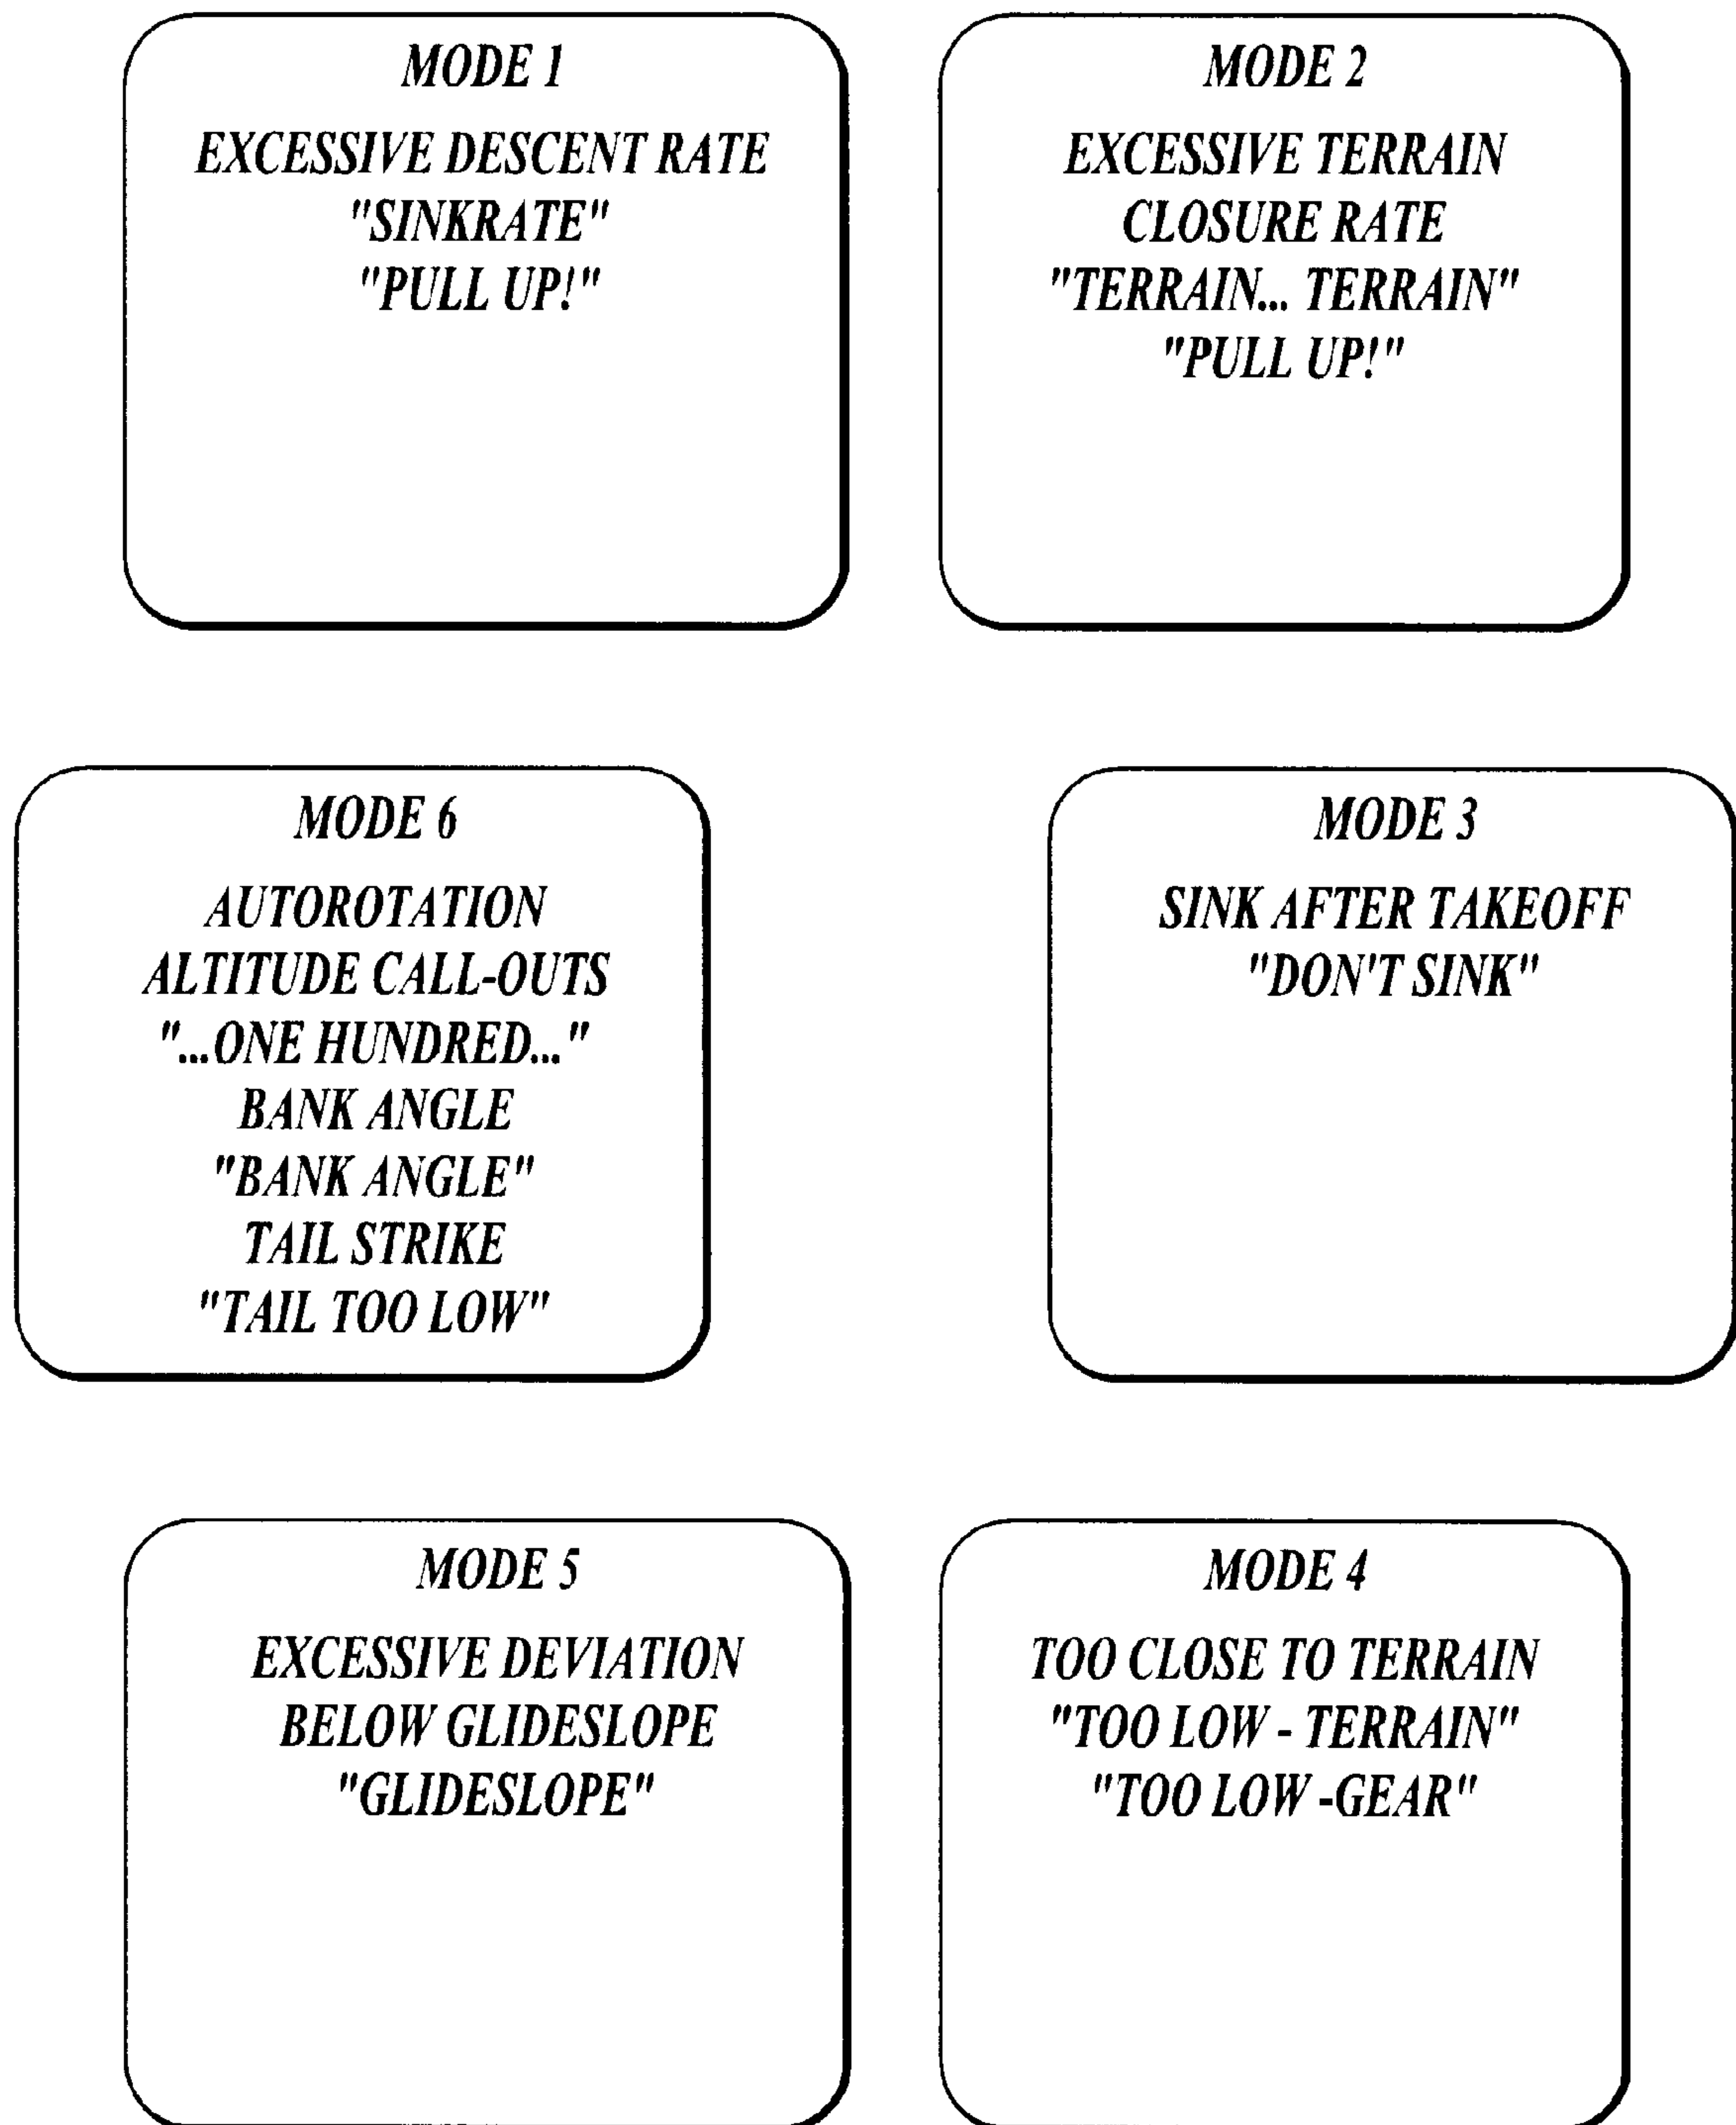 MODE 1
EXCESSIVE DESCENT RATE
"SINKRATE"
"PULL UP!"
MODE 2
EXCESSIVE TERRAIN
CLOSURE RATE
"TERRAIN... TERRAIN"
"PULL UP!"
MODE 6
AUTOROTATION
ALTITUDE CALL-OUTS
"...ONE HUNDRED..."
BANK ANGLE
"BANK ANGLE"
TAIL STRIKE
"TAIL TOO LOW"
MODE 3
SINK AFTER TAKEOFF
"DON'T SINK"
MODE 5
EXCESSIVE DEVIATION
BELOW GLIDESLOPE
"GLIDESLOPE"
MODE 4
TOO CLOSE TO TERRAIN
"TOO LOW - TERRAIN"
"TOO LOW -GEAR"